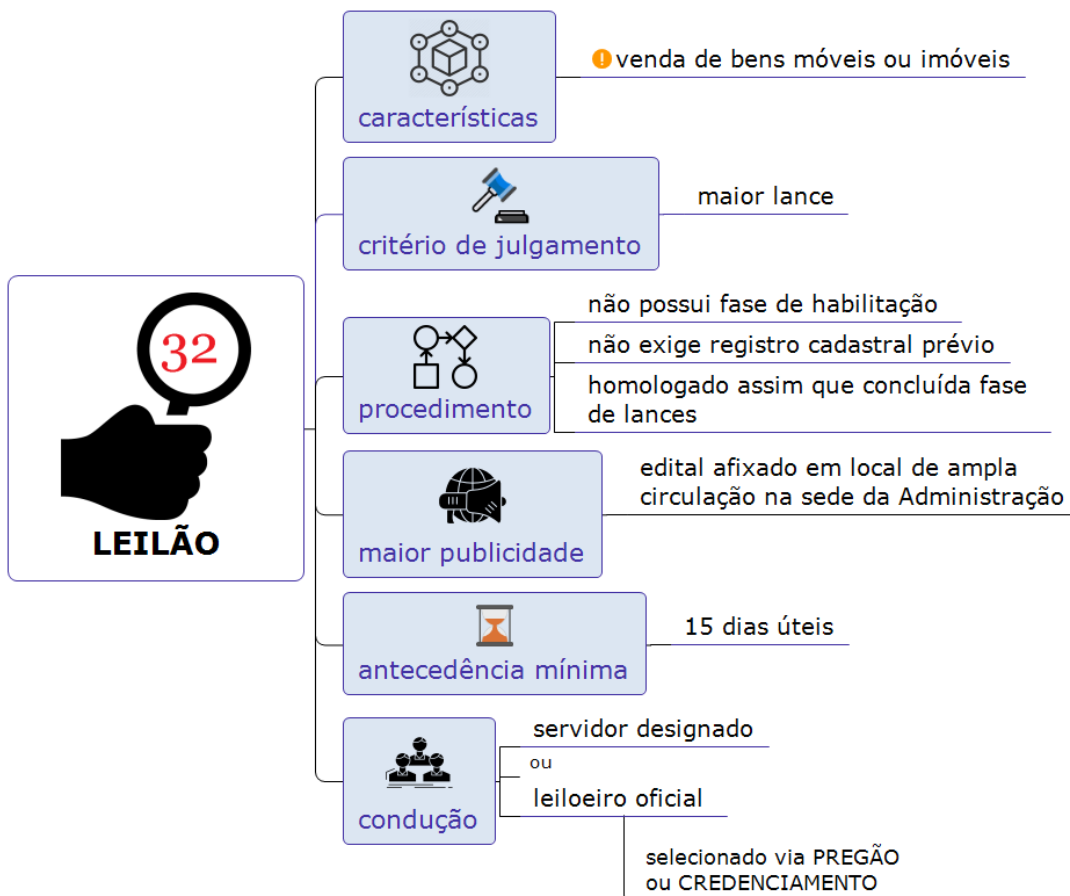 32
LEILÃO
características
venda de bens móveis ou imóveis
critério de julgamento
maior lance
procedimento
não possui fase de habilitação
não exige registro cadastral prévio
homologado assim que concluída fase
de lances
maior publicidade
edital afixado em local de ampla
circulação na sede da Administração
antecedência mínima
15 dias úteis
condução
servidor designado
ou
leiloeiro oficial
selecionado via PREGÃO
ou CREDENCIAMENTO